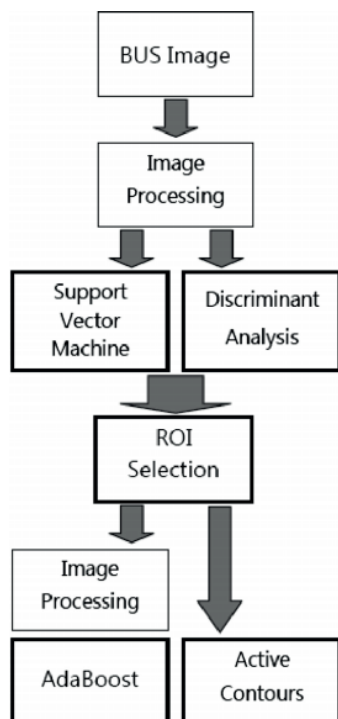 BUS Image
Image
Processing
Support
Vector
Machine
Discriminant
Analysis
ROI
Selection
Image
Processing
AdaBoost
Active
Contours